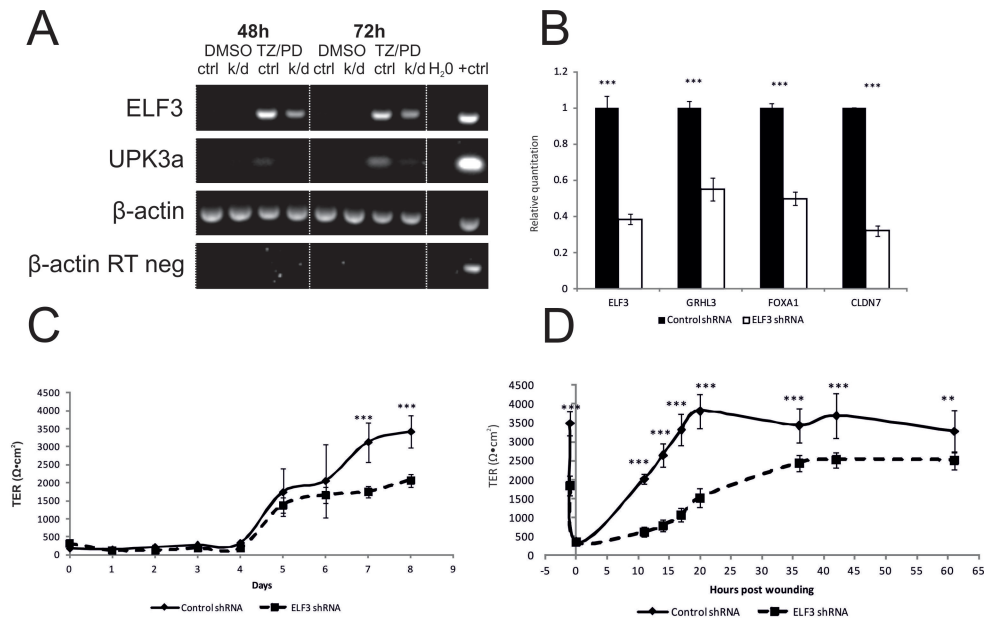 A
48h 72h
DMSO TZ/PD DMSO TZ/PD
ctrl k/d ctrl k/d ctrl k/d ctrl k/d H₂0 +ctrl
ELF3
UPK3a
β-actin
β-actin RT neg
B
Relative quantitation
1.2
1
0.8
0.6
0.4
0.2
0
*** *** *** ***
ELF3 GRHL3 FOXA1 CLDN7
Control shRNA ELF3 shRNA
C
TER (Ω•cm²)
4500
4000
3500
3000
2500
2000
1500
1000
500
0
*** ***
0 1 2 3 4 5 6 7 8 9
Days
Control shRNA ELF3 shRNA
D
TER (Ω•cm²)
4500
4000
3500
3000
2500
2000
1500
1000
500
0
*** *** *** *** *** *** *** **
-5 0 5 10 15 20 25 30 35 40 45 50 55 60 65
Hours post wounding
Control shRNA ELF3 shRNA